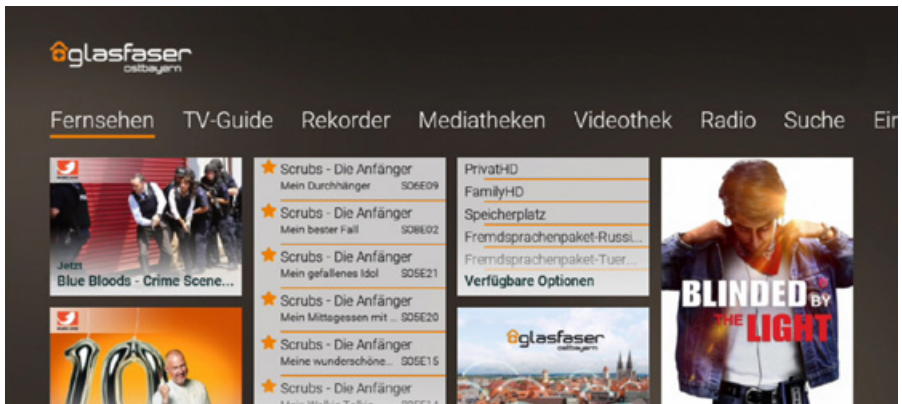 glasfaser
ostbayern
Fernsehen TV-Guide Rekorder Mediatheken Videothek Radio Suche Ein
Jetzt
Blue Bloods - Crime Scene...
Scrubs - Die Anfänger
Mein Durchhänger S06E09
Scrubs - Die Anfänger
Mein bester Fall S08E02
Scrubs - Die Anfänger
Mein gefallenes Idol S05E21
Scrubs - Die Anfänger
Mein Mittagessen mit ... S05E20
Scrubs - Die Anfänger
Meine wunderschöne... S05E15
Scrubs - Die Anfänger
PrivatHD
FamilyHD
Speicherplatz
Fremdsprachenpaket-Russi...
Fremdsprachenpaket-Tuer...
Verfügbare Optionen
BLINDED BY
THE LIGHT
10
glasfaser
ostbayern